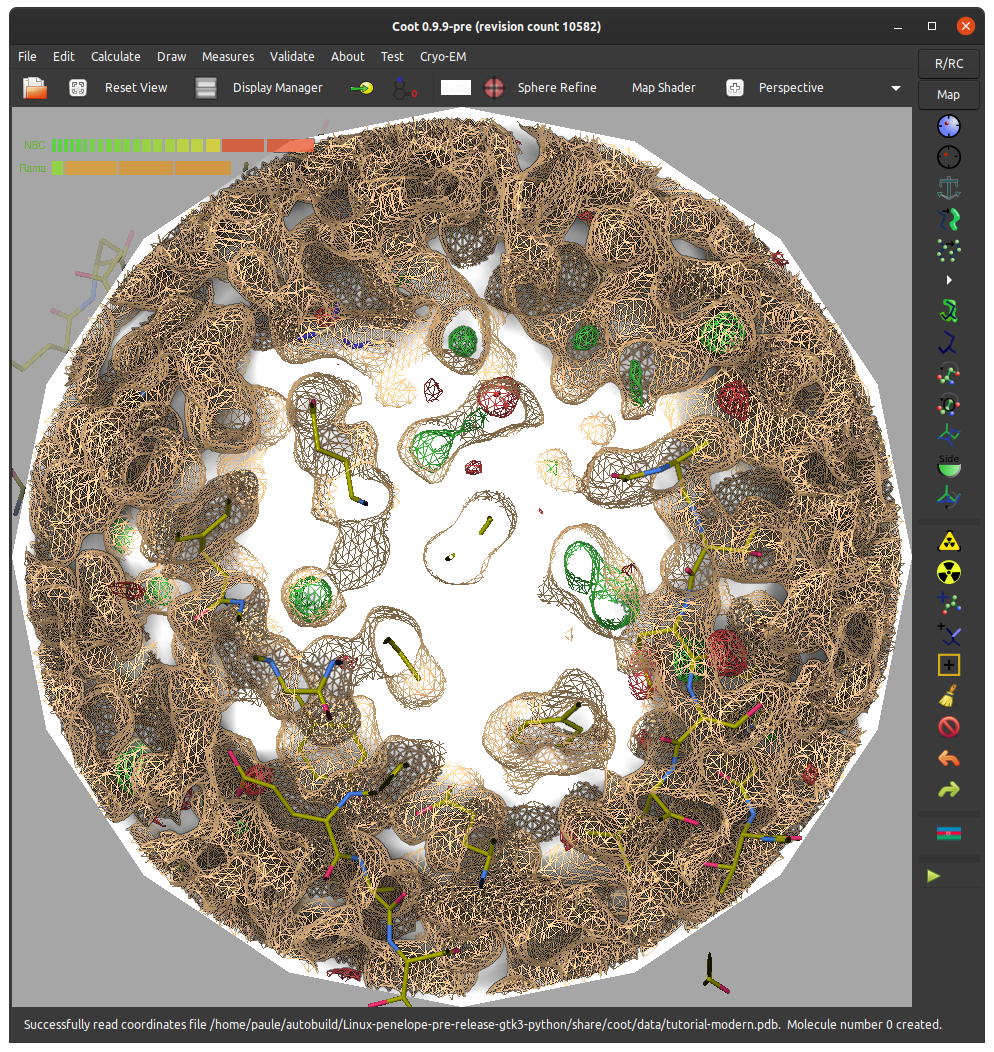 Coot 0.9.9-pre (revision count 10582)
File Edit Calculate Draw Measures Validate About Test Cryo-EM
R/RC
Reset View Display Manager Sphere Refine Map Shader Perspective
Map
NBC
Rama
Side
Successfully read coordinates file /home/paule/autobuild/Linux-penelope-pre-release-gtk3-python/share/coot/data/tutorial-modern.pdb. Molecule number 0 created.